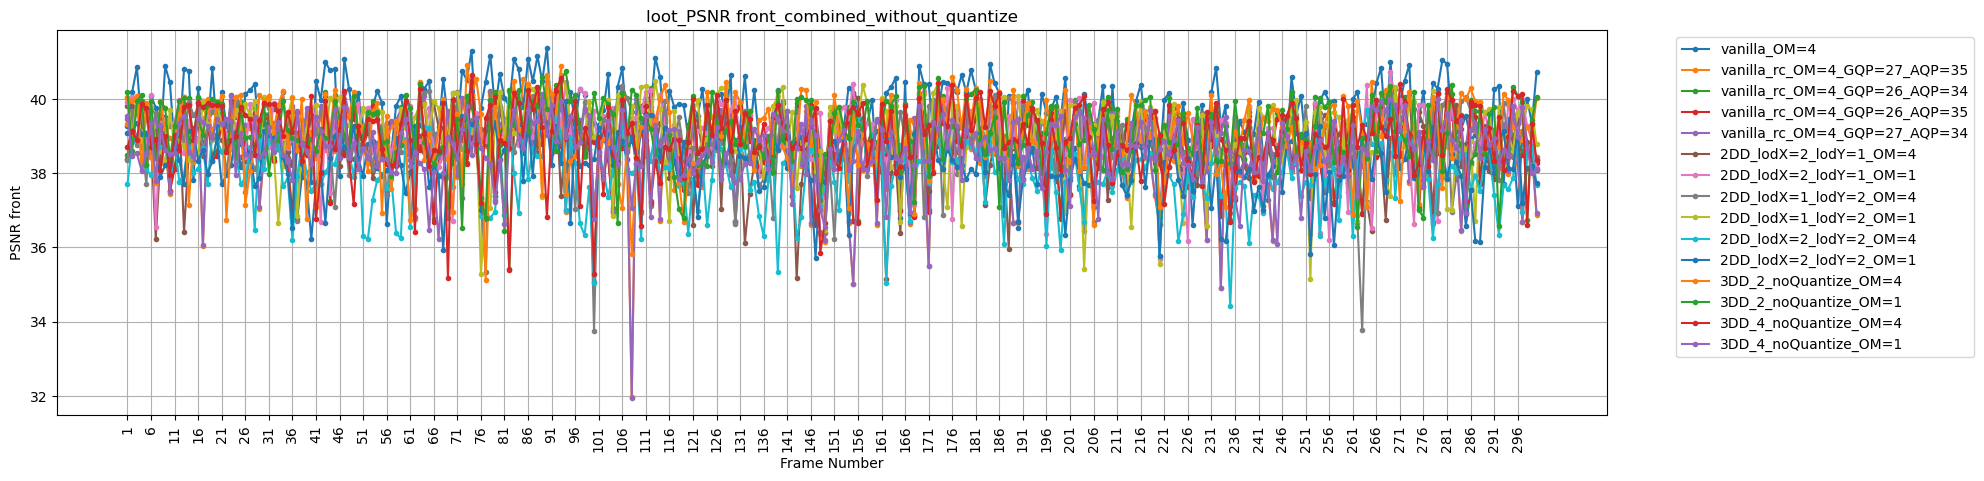 loot_PSNR front_combined_without_quantize
PSNR front
40
38
36
34
32
1 6 11 16 21 26 31 36 41 46 51 56 61 66 71 76 81 86 91 96 101 106 111 116 121 126 131 136 141 146 151 156 161 166 171 176 181 186 191 196 201 206 211 216 221 226 231 236 241 246 251 256 261 266 271 276 281 286 291 296
Frame Number
vanilla_OM=4
vanilla_rc_OM=4_GQP=27_AQP=35
vanilla_rc_OM=4_GQP=26_AQP=34
vanilla_rc_OM=4_GQP=26_AQP=35
vanilla_rc_OM=4_GQP=27_AQP=34
2DD_lodX=2_lodY=1_OM=4
2DD_lodX=2_lodY=1_OM=1
2DD_lodX=1_lodY=2_OM=4
2DD_lodX=1_lodY=2_OM=1
2DD_lodX=2_lodY=2_OM=4
2DD_lodX=2_lodY=2_OM=1
3DD_2_noQuantize_OM=4
3DD_2_noQuantize_OM=1
3DD_4_noQuantize_OM=4
3DD_4_noQuantize_OM=1